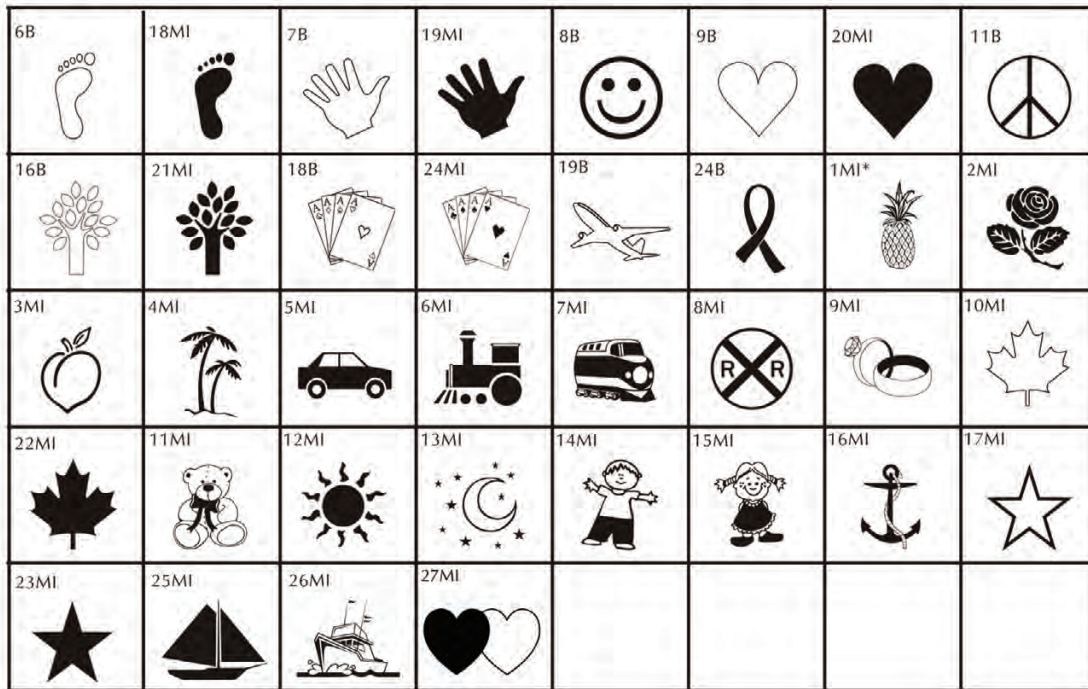 6B 18MI 7B 19MI 8B 9B 20MI 11B
16B 21MI 18B 24MI 19B 24B 1MI* 2MI
A A A A A A A A
3MI 4MI 5MI 6MI 7MI 8MI 9MI 10MI
R R
22MI 11MI 12MI 13MI 14MI 15MI 16MI 17MI
23MI 25MI 26MI 27MI